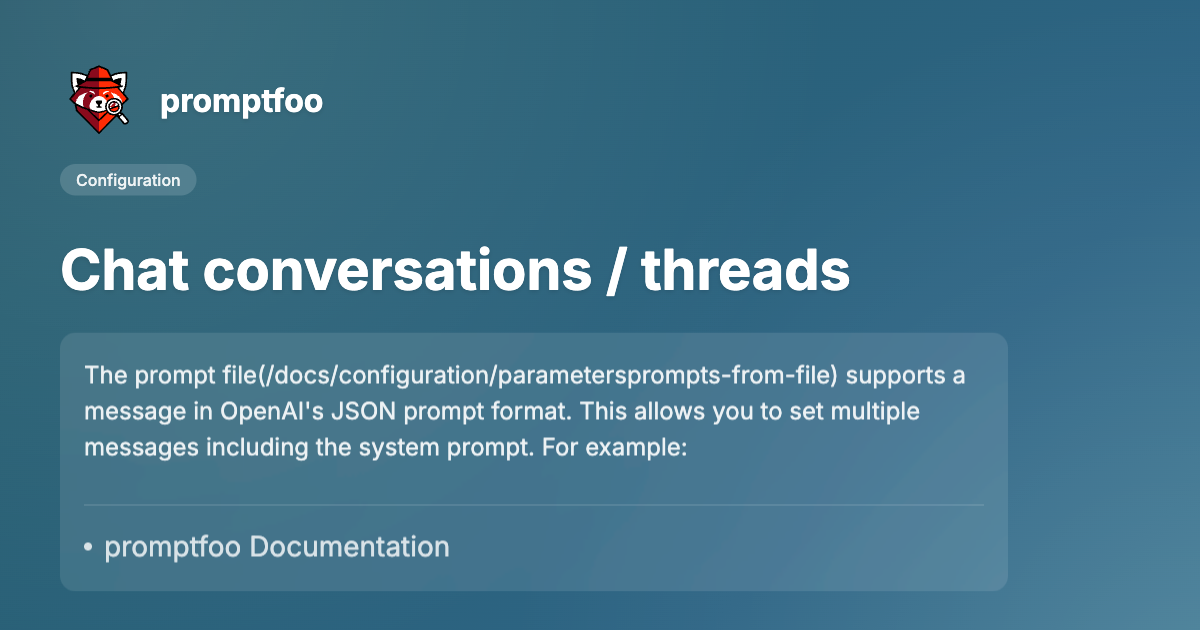 promptfoo
Configuration
Chat conversations / threads
The prompt file(/docs/configuration/parametersprompts-from-file) supports a
message in OpenAI's JSON prompt format. This allows you to set multiple
messages including the system prompt. For example:
• promptfoo Documentation